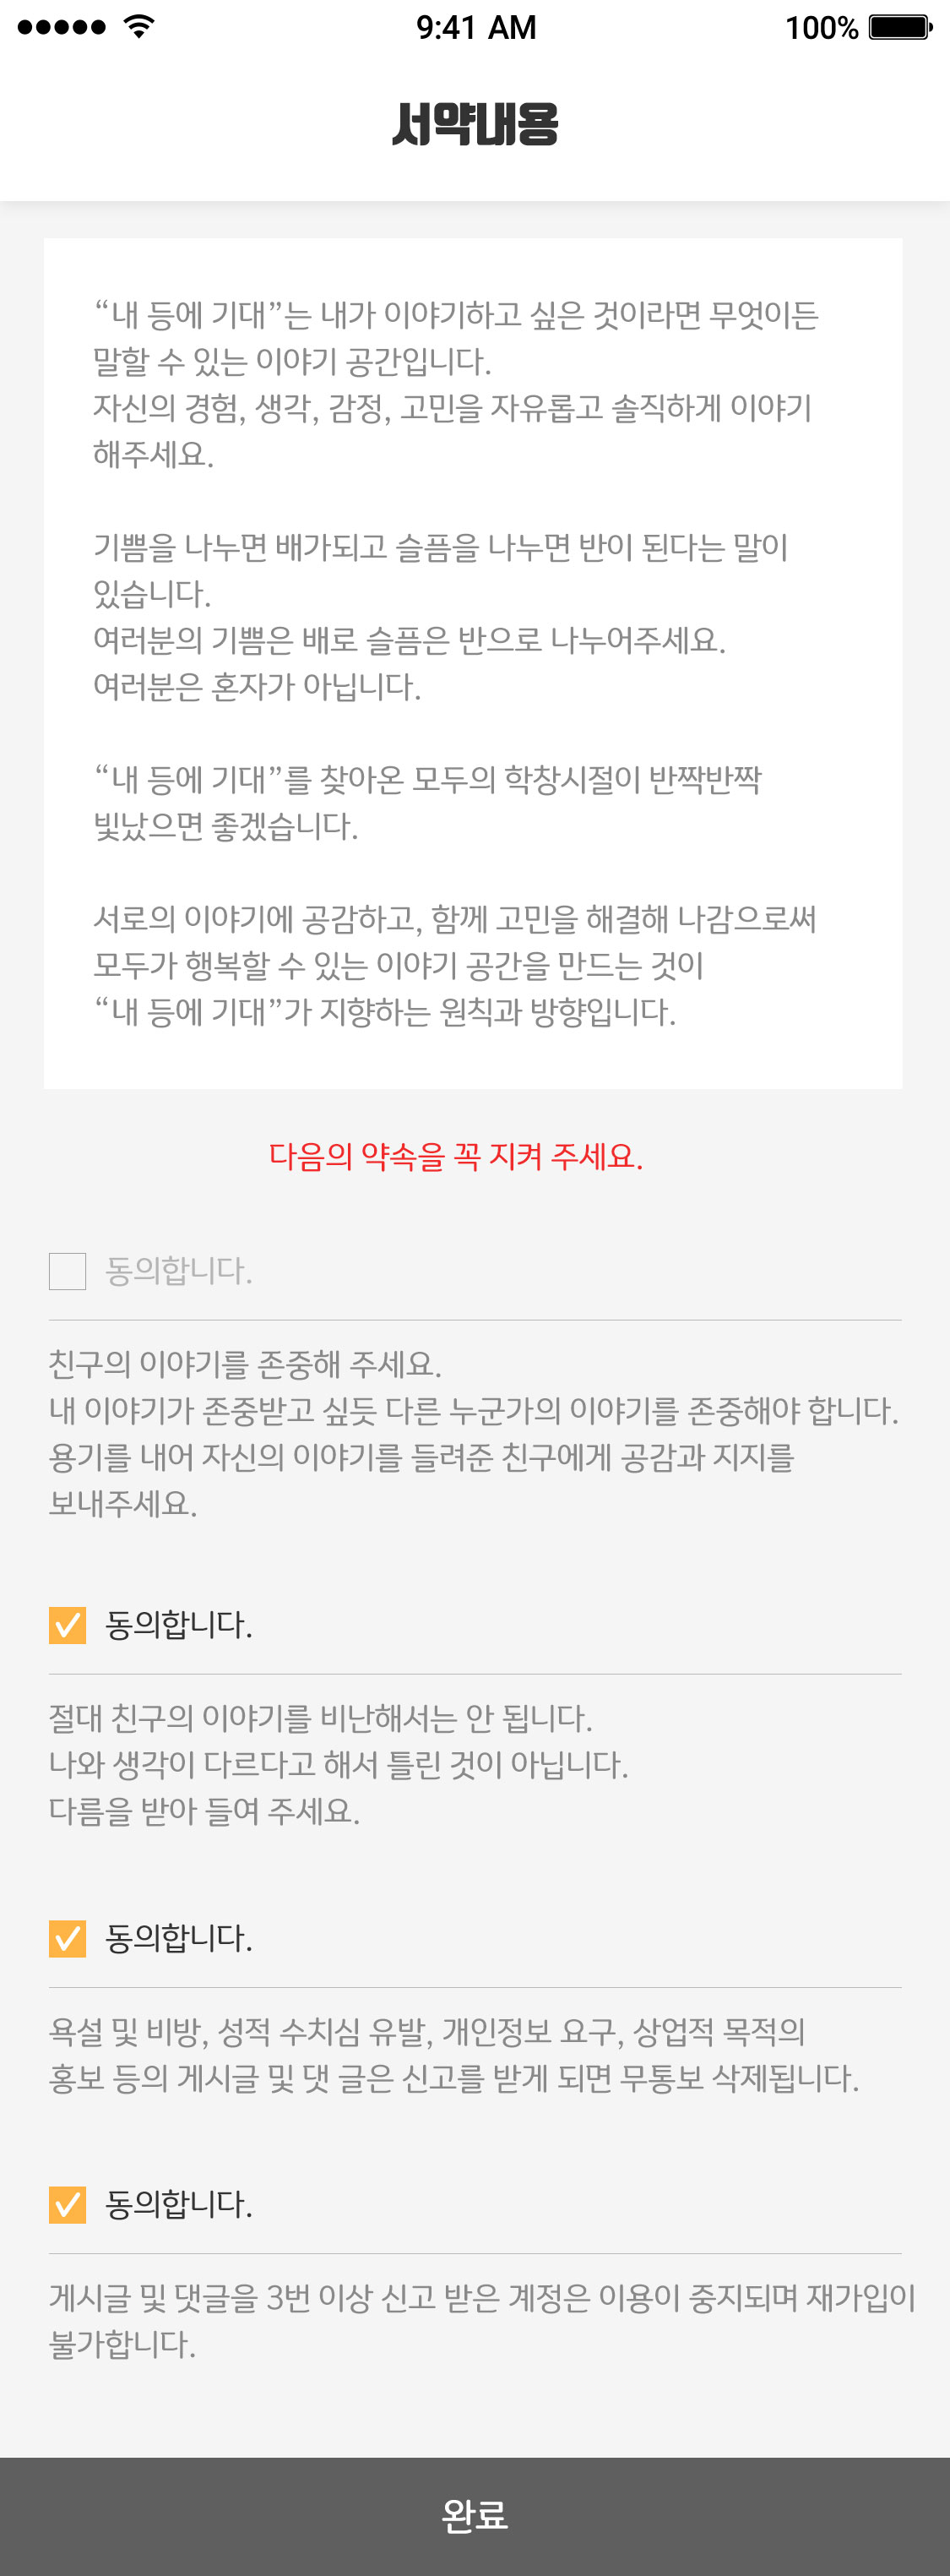 9:41 AM
100%
서약내용
“내 등에 기대”는 내가 이야기하고 싶은 것이라면 무엇이든
말할 수 있는 이야기 공간입니다.
자신의 경험, 생각, 감정, 고민을 자유롭고 솔직하게 이야기
해주세요.
기쁨을 나누면 배가되고 슬픔을 나누면 반이 된다는 말이
있습니다.
여러분의 기쁨은 배로 슬픔은 반으로 나누어주세요.
여러분은 혼자가 아닙니다.
“내 등에 기대”를 찾아온 모두의 학창시절이 반짝반짝
빛났으면 좋겠습니다.
서로의 이야기에 공감하고, 함께 고민을 해결해 나감으로써
모두가 행복할 수 있는 이야기 공간을 만드는 것이
“내 등에 기대”가 지향하는 원칙과 방향입니다.
다음의 약속을 꼭 지켜 주세요.
동의합니다.
친구의 이야기를 존중해 주세요.
내 이야기가 존중받고 싶듯 다른 누군가의 이야기를 존중해야 합니다.
용기를 내어 자신의 이야기를 들려준 친구에게 공감과 지지를
보내주세요.
동의합니다.
절대 친구의 이야기를 비난해서는 안 됩니다.
나와 생각이 다르다고 해서 틀린 것이 아닙니다.
다름을 받아 들여 주세요.
동의합니다.
욕설 및 비방, 성적 수치심 유발, 개인정보 요구, 상업적 목적의
홍보 등의 게시글 및 댓 글은 신고를 받게 되면 무통보 삭제됩니다.
동의합니다.
게시글 및 댓글을 3번 이상 신고 받은 계정은 이용이 중지되며 재가입이
불가합니다.
완료